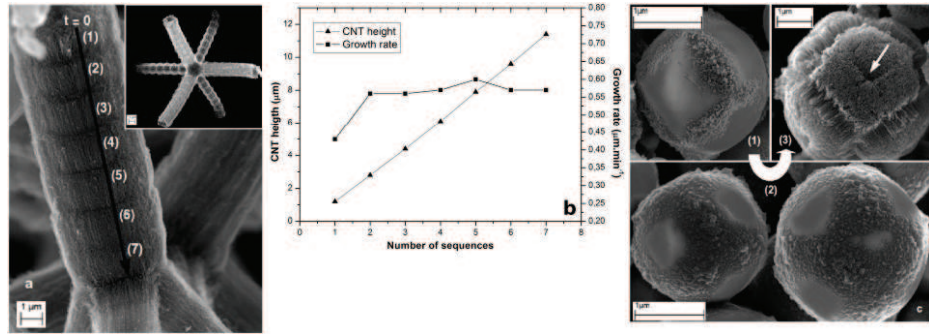 t = 0
(1)
(2)
(3)
(4)
(5)
(6)
(7)
a
1 µm
CNT height
Growth rate
CNT heigth (µm)
12
10
8
6
4
2
0
0.80
0.75
0.70
0.65
0.60
0.55
0.50
0.45
0.40
0.35
0.30
0.25
0.20
Growth rate (µm.min⁻¹)
b
0 1 2 3 4 5 6 7 8
Number of sequences
1µm
1µm
(1)
(3)
(2)
1µm
c